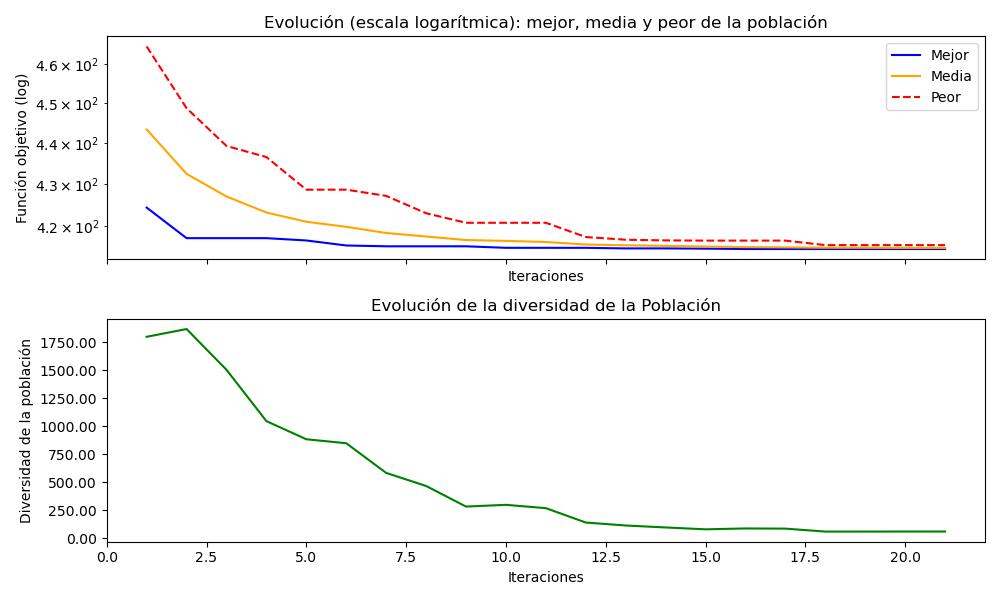 Evolución (escala logarítmica): mejor, media y peor de la población
Función objetivo (log)
4.6 × 10²
4.5 × 10²
4.4 × 10²
4.3 × 10²
4.2 × 10²
Mejor
Media
Peor
Iteraciones
Evolución de la diversidad de la Población
Diversidad de la población
1750.00
1500.00
1250.00
1000.00
750.00
500.00
250.00
0.00
0.0 2.5 5.0 7.5 10.0 12.5 15.0 17.5 20.0
Iteraciones